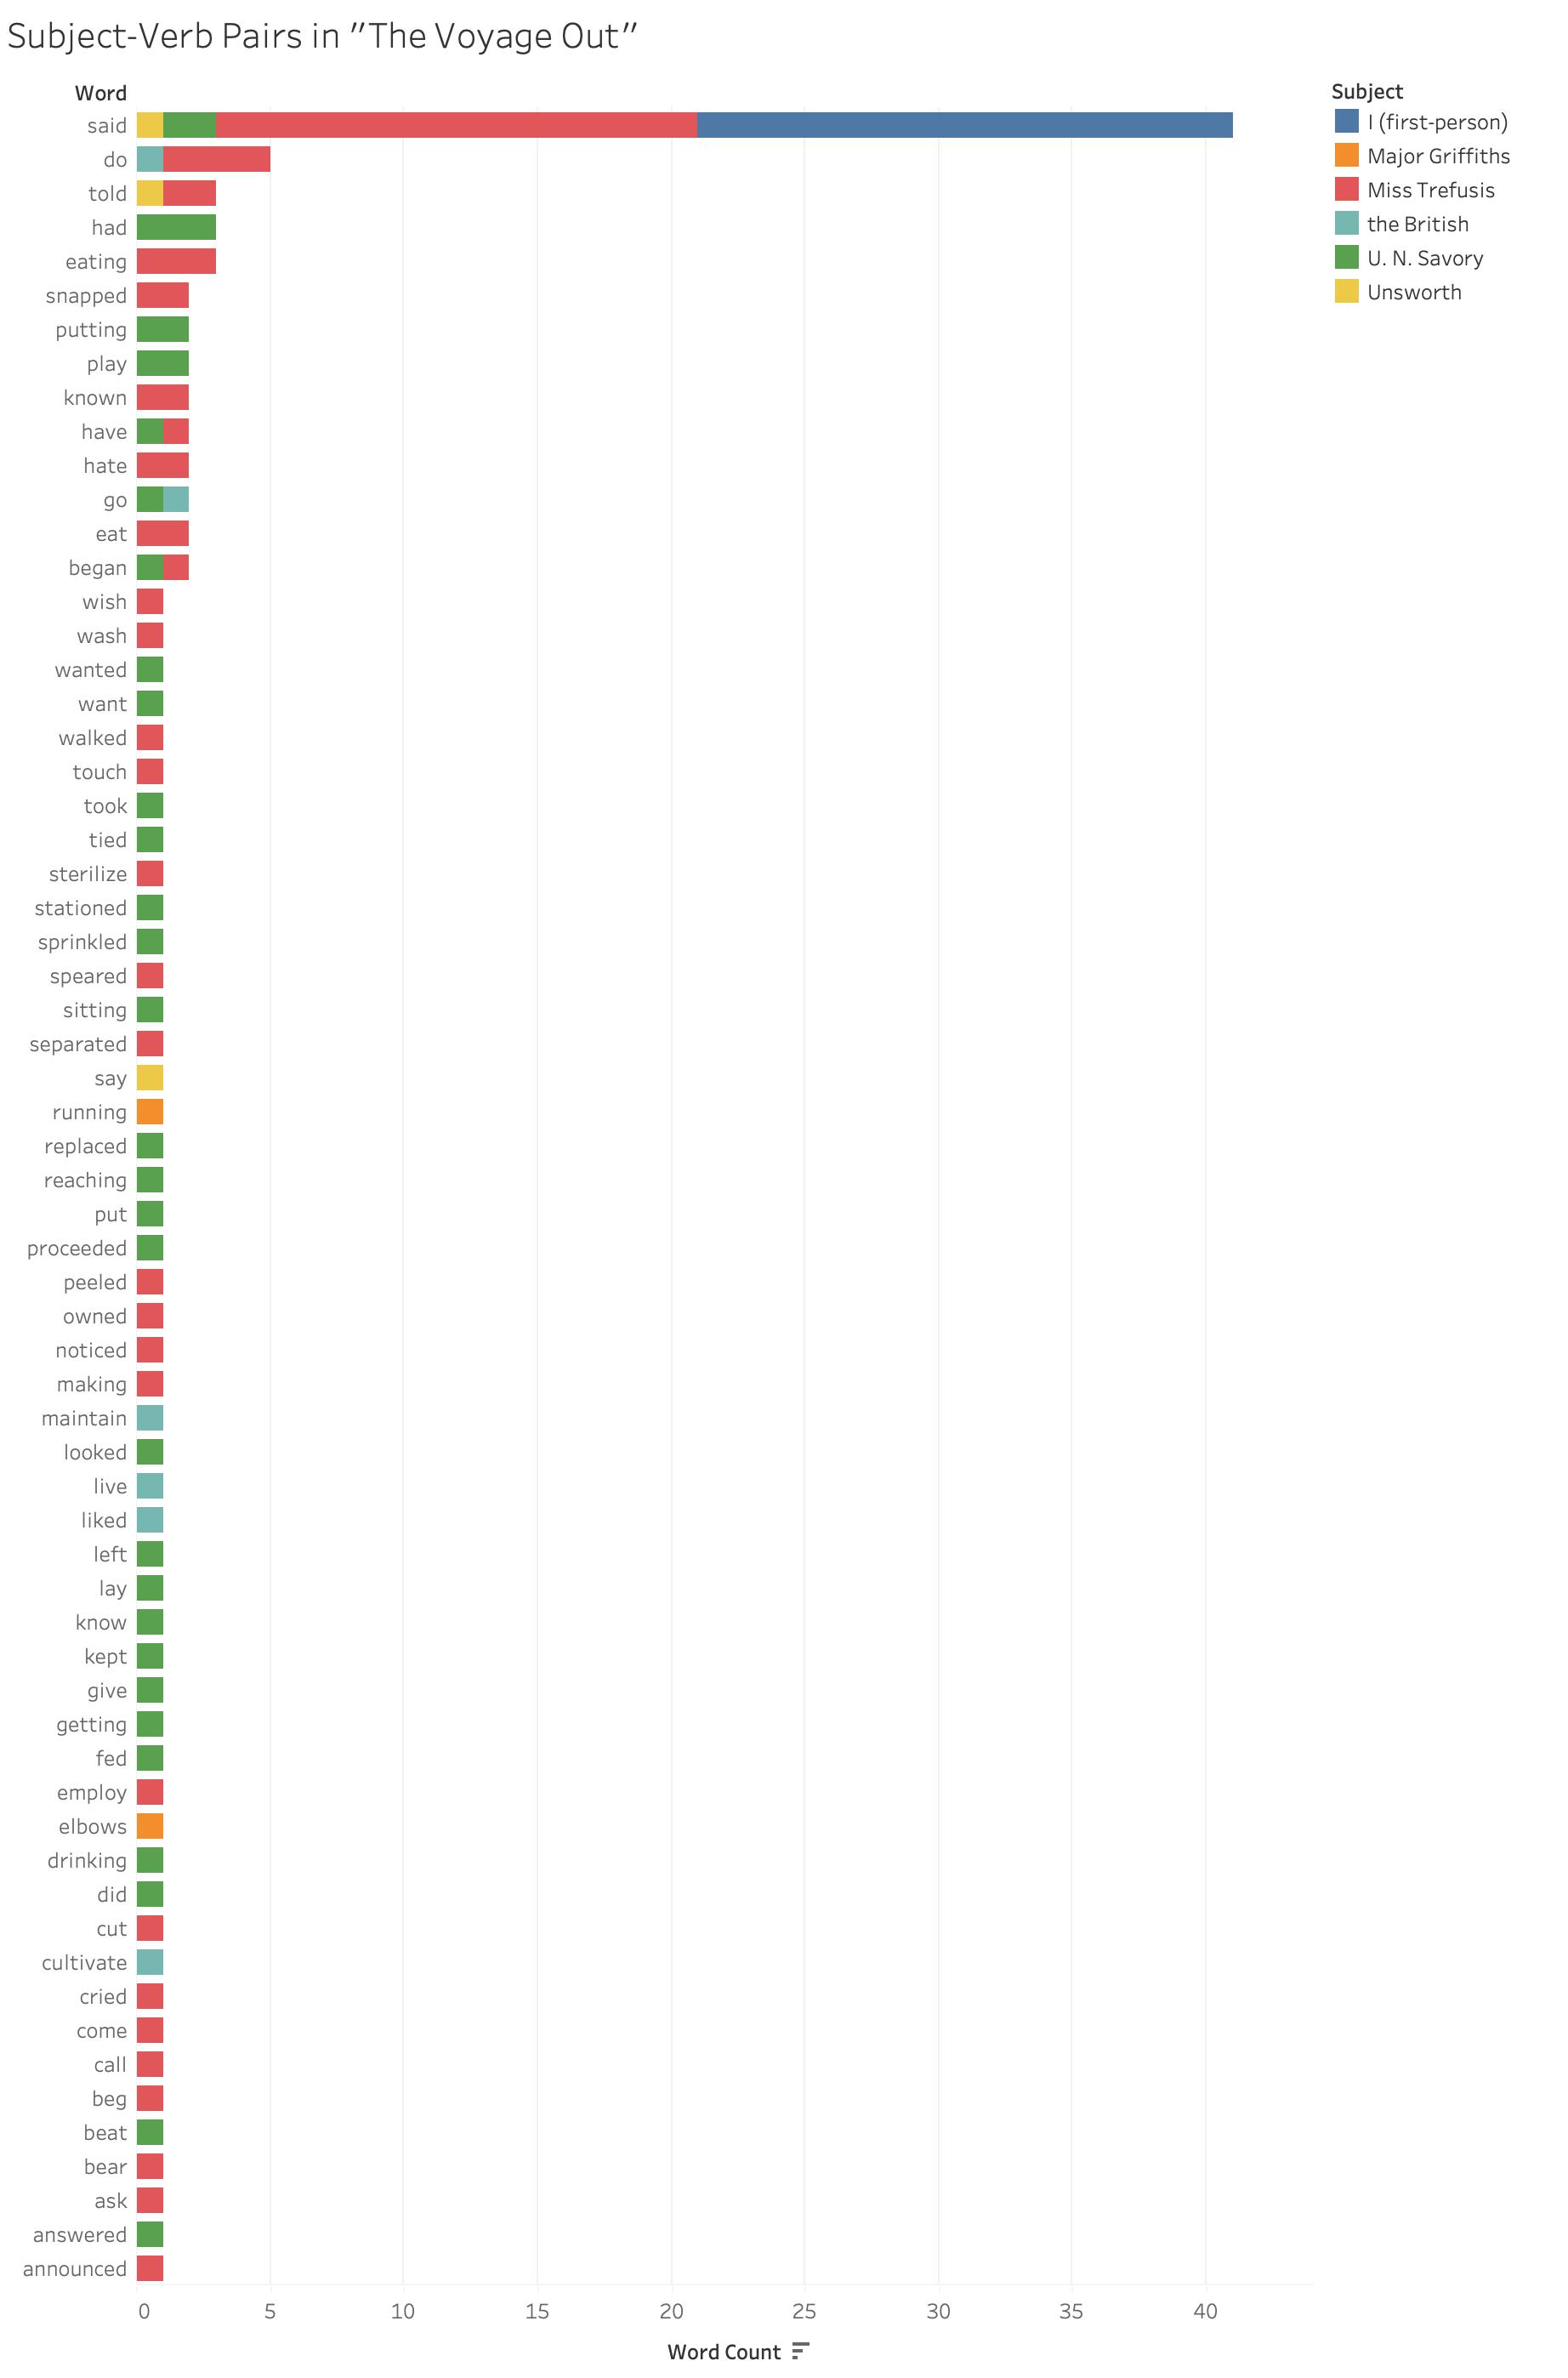 Subject-Verb Pairs in "The Voyage Out"
Word
said
do
told
had
eating
snapped
putting
play
known
have
hate
go
eat
began
wish
wash
wanted
want
walked
touch
took
tied
sterilize
stationed
sprinkled
speared
sitting
separated
say
running
replaced
reaching
put
proceeded
peeled
owned
noticed
making
maintain
looked
live
liked
left
lay
know
kept
give
getting
fed
employ
elbows
drinking
did
cut
cultivate
cried
come
call
beg
beat
bear
ask
answered
announced
0 5 10 15 20 25 30 35 40
Word Count
Subject
I (first-person)
Major Griffiths
Miss Trefusis
the British
U. N. Savory
Unsworth